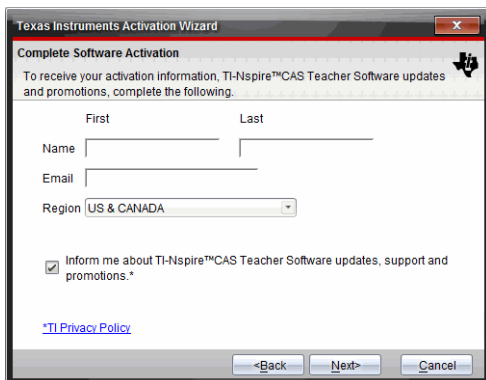 Texas Instruments Activation Wizard
Complete Software Activation
To receive your activation information, TI-Nspire™CAS Teacher Software updates
and promotions, complete the following.
First Last
Name
Email
Region US & CANADA
Inform me about TI-Nspire™CAS Teacher Software updates, support and
promotions.*
*TI Privacy Policy
<Back Next> Cancel